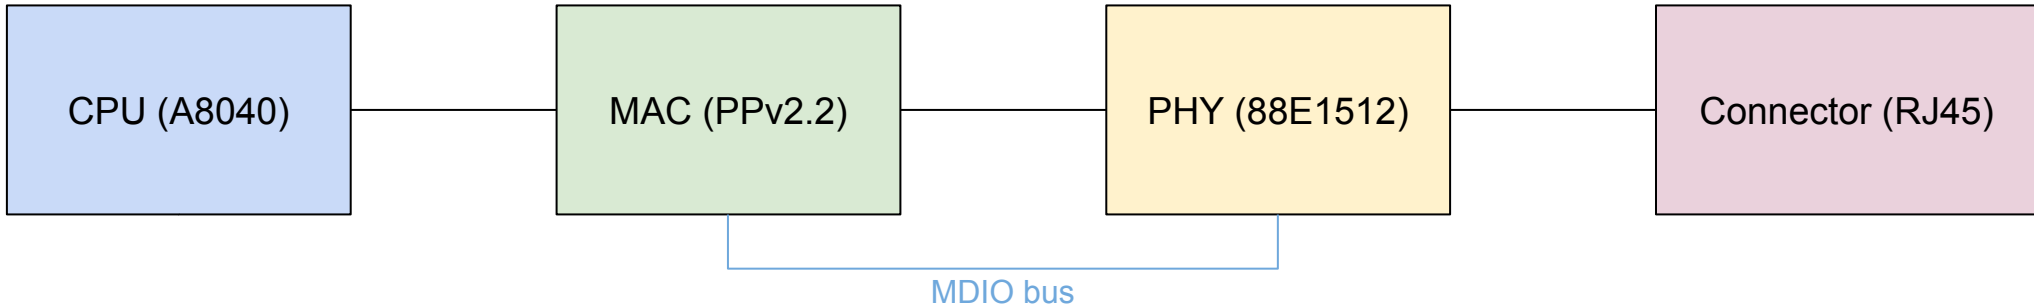 CPU (A8040)
MAC (PPv2.2)
PHY (88E1512)
Connector (RJ45)
MDIO bus